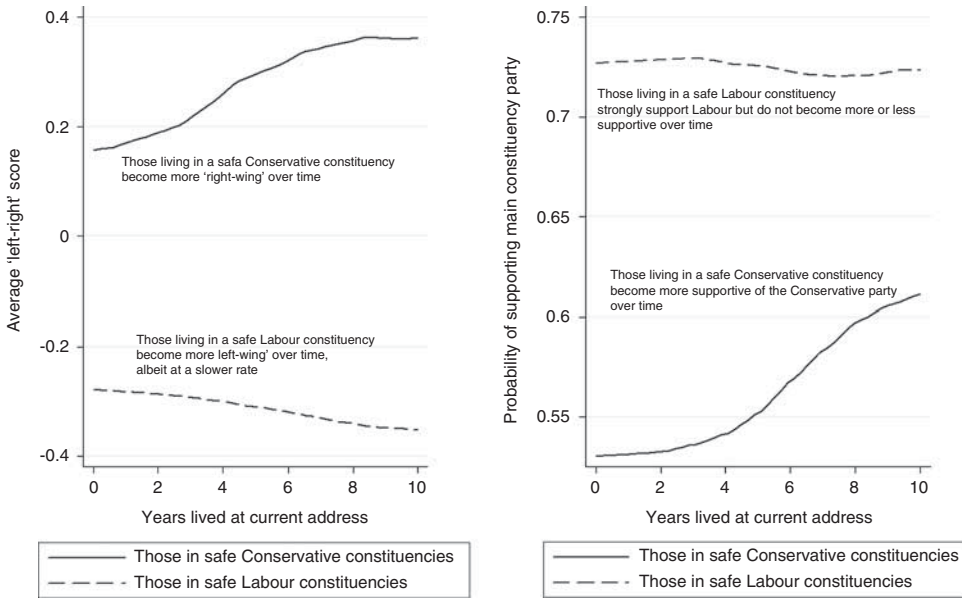 Average 'left-right' score
0.4
0.2
0
-0.2
-0.4
Those living in a safa Conservative constituency
become more 'right-wing' over time
Those living in a safe Labour constituency
become more left-wing' over time,
albeit at a slower rate
0 2 4 6 8 10
Years lived at current address
Those in safe Conservative constituencies
Those in safe Labour constituencies
Probability of supporting main constituency party
0.75
0.7
0.65
0.6
0.55
Those living in a safe Labour constituency
strongly support Labour but do not become more or less
supportive over time
Those living in a safe Conservative constituency
become more supportive of the Conservative party
over time
0 2 4 6 8 10
Years lived at current address
Those in safe Conservative constituencies
Those in safe Labour constituencies